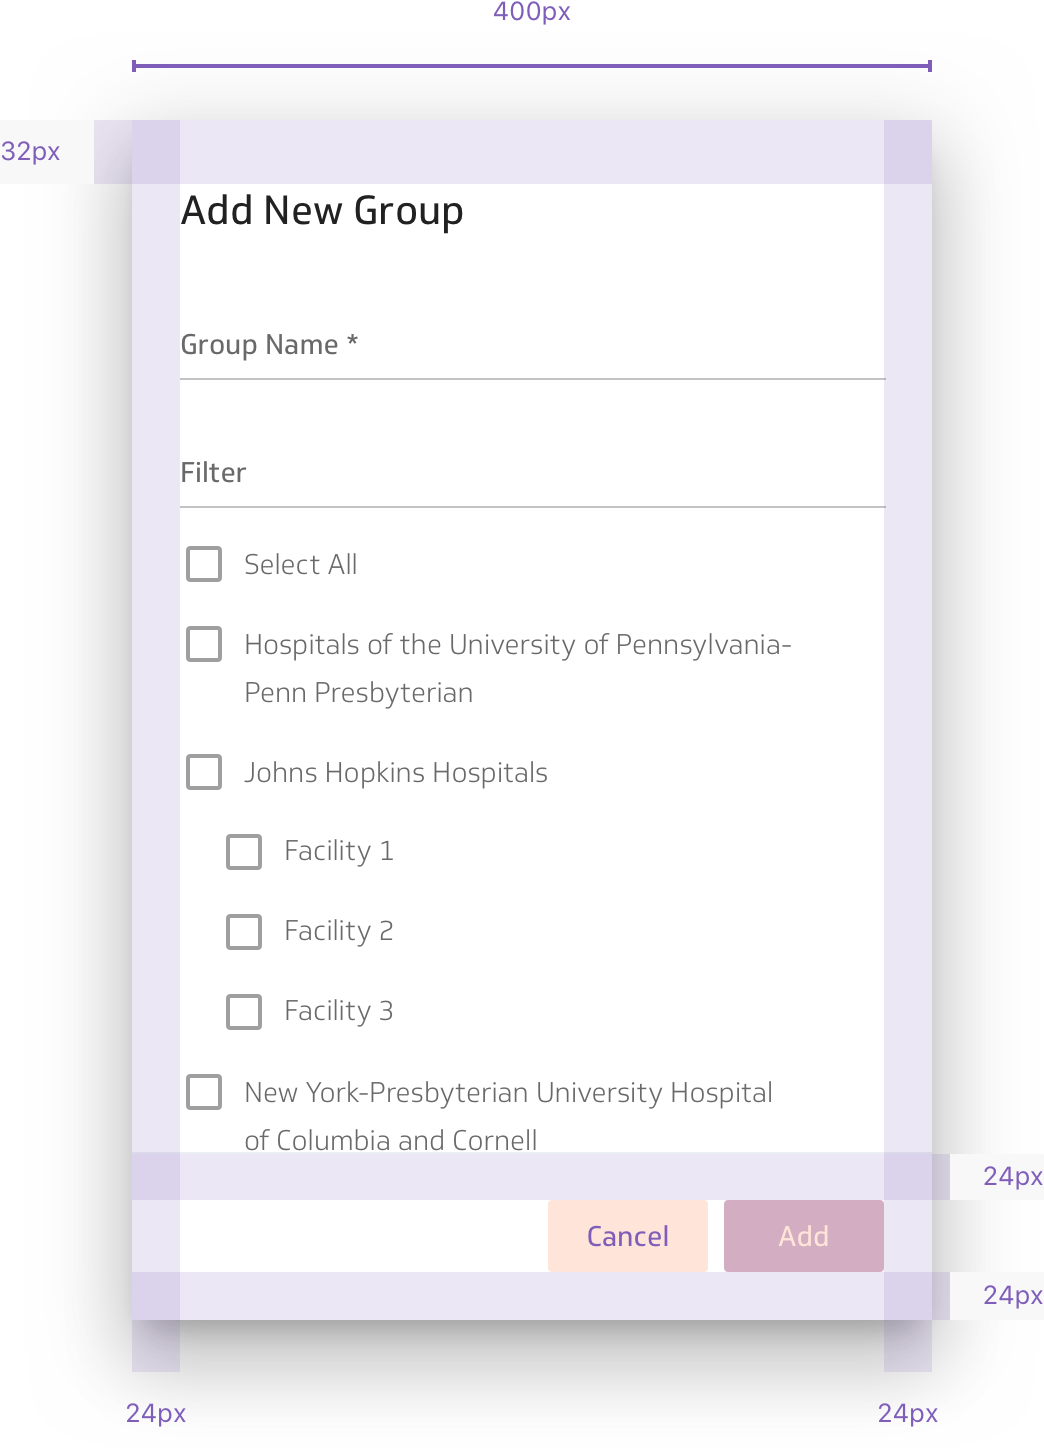 400px
32px
Add New Group
Group Name *
Filter
Select All
Hospitals of the University of Pennsylvania-
Penn Presbyterian
Johns Hopkins Hospitals
Facility 1
Facility 2
Facility 3
New York-Presbyterian University Hospital
of Columbia and Cornell
24px
Cancel
Add
24px
24px
24px